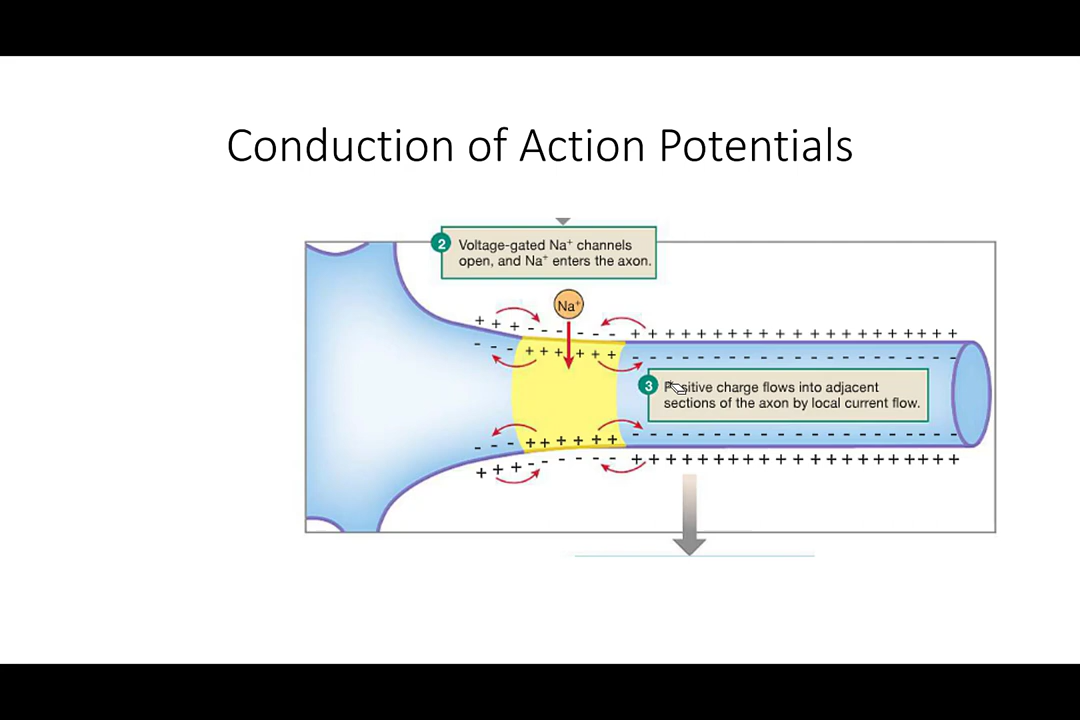 Conduction of Action Potentials
2 Voltage-gated Na⁺ channels
open, and Na⁺ enters the axon.
Na⁺
+ + + - - - - - - + + + + + + + + + + + + + + + + + + +
- - - + + + + + + - - - - - - - - - - - - - - - - - -
3 Positive charge flows into adjacent
sections of the axon by local current flow.
- - - + + + + + + - - - - - - - - - - - - - - - - - -
+ + + - - - - - - + + + + + + + + + + + + + + + + + + +